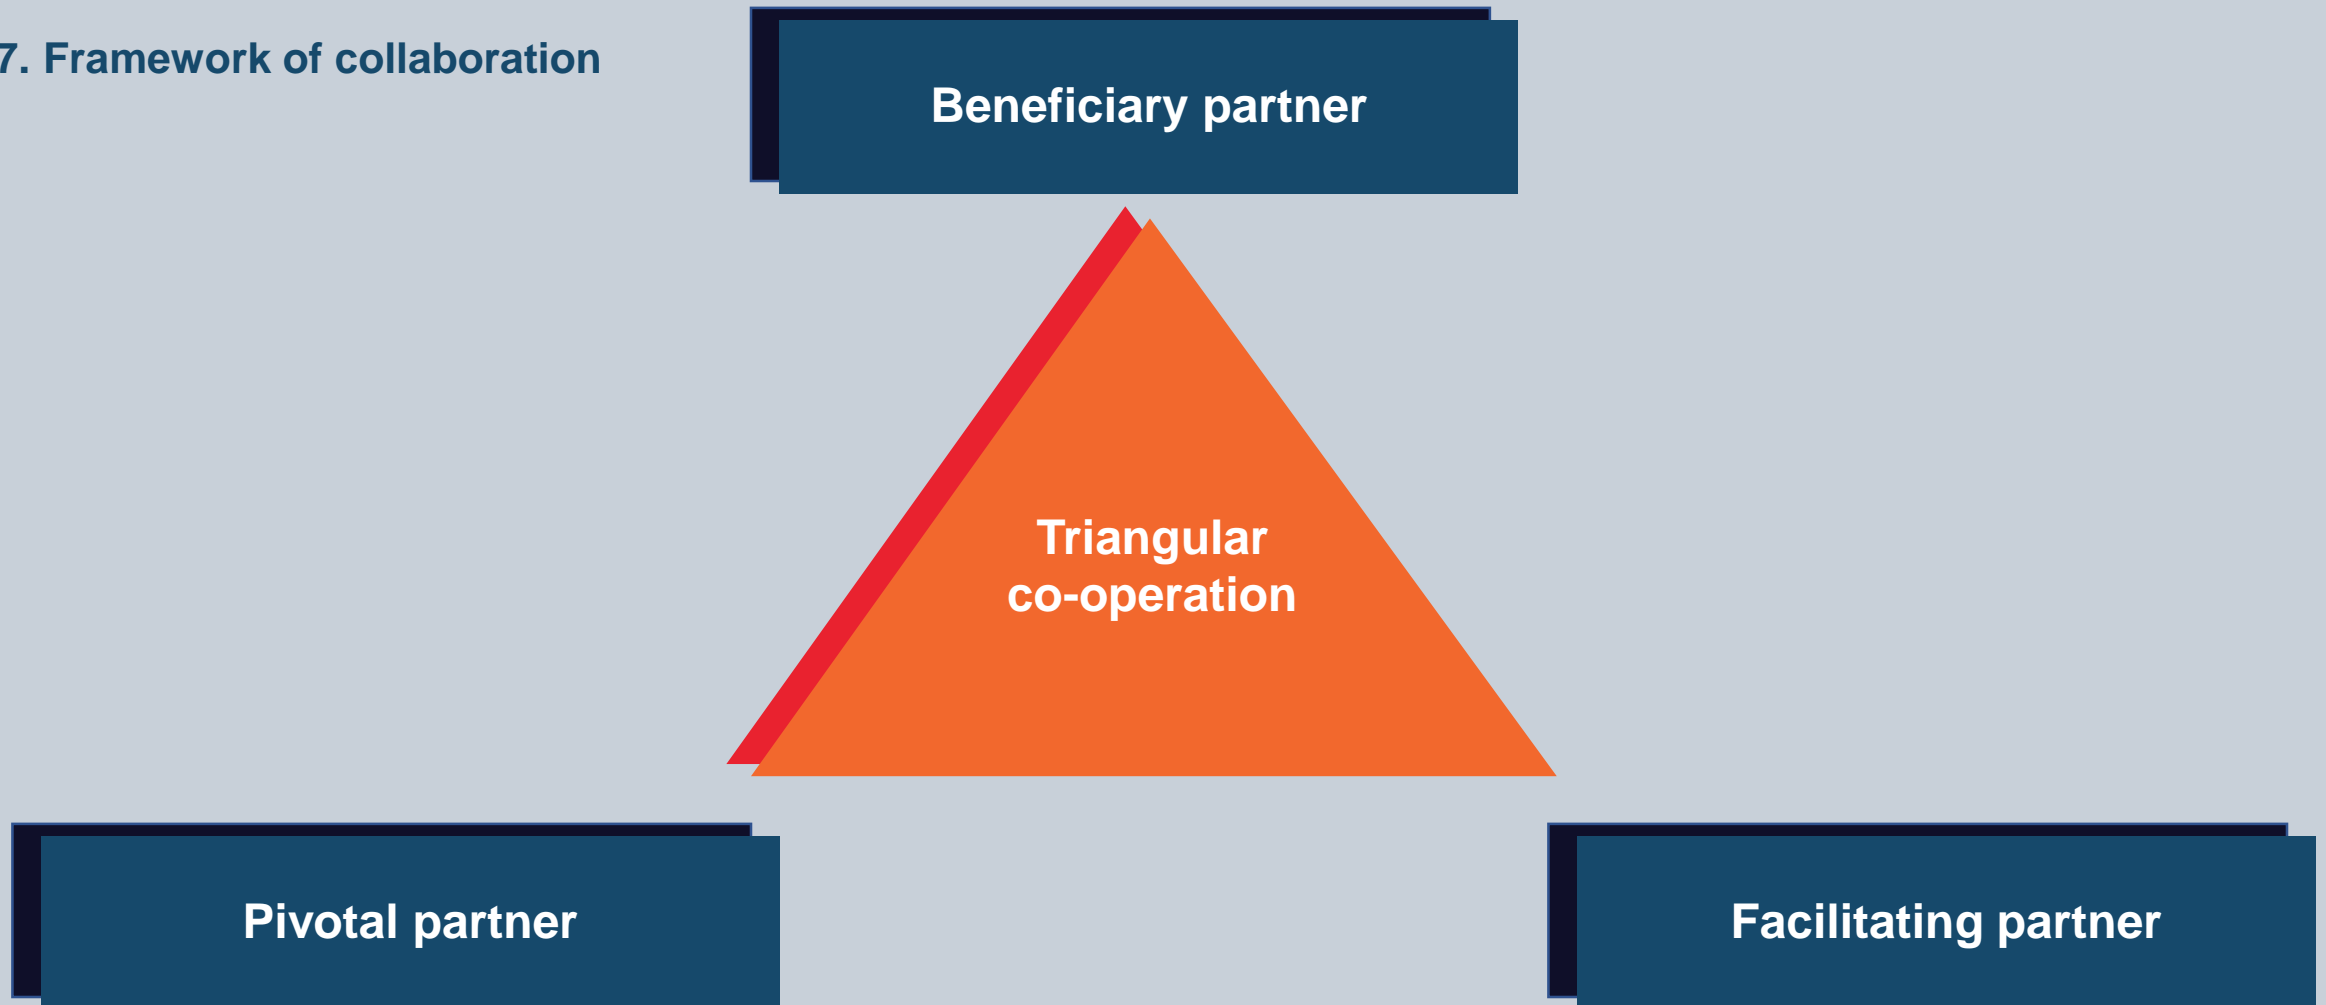 7. Framework of collaboration
Beneficiary partner
Triangular
co-operation
Pivotal partner
Facilitating partner